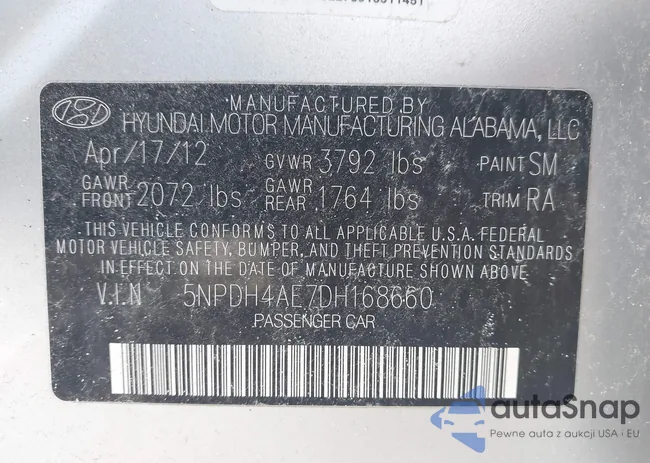 MANUFACTURED BY
HYUNDAI MOTOR MANUFACTURING ALABAMA, LLC
Apr/17/12 GVWR 3792 lbs PAINT SM
GAWR FRONT 2072 lbs GAWR REAR 1764 lbs TRIM RA
THIS VEHICLE CONFORMS TO ALL APPLICABLE U.S.A. FEDERAL
MOTOR VEHICLE SAFETY, BUMPER, AND THEFT PREVENTION STANDARDS
IN EFFECT ON THE DATE OF MANUFACTURE SHOWN ABOVE
V.I.N 5NPDH4AE7DH168660
PASSENGER CAR
autaSnap
Pewne auta z aukcji USA i EU